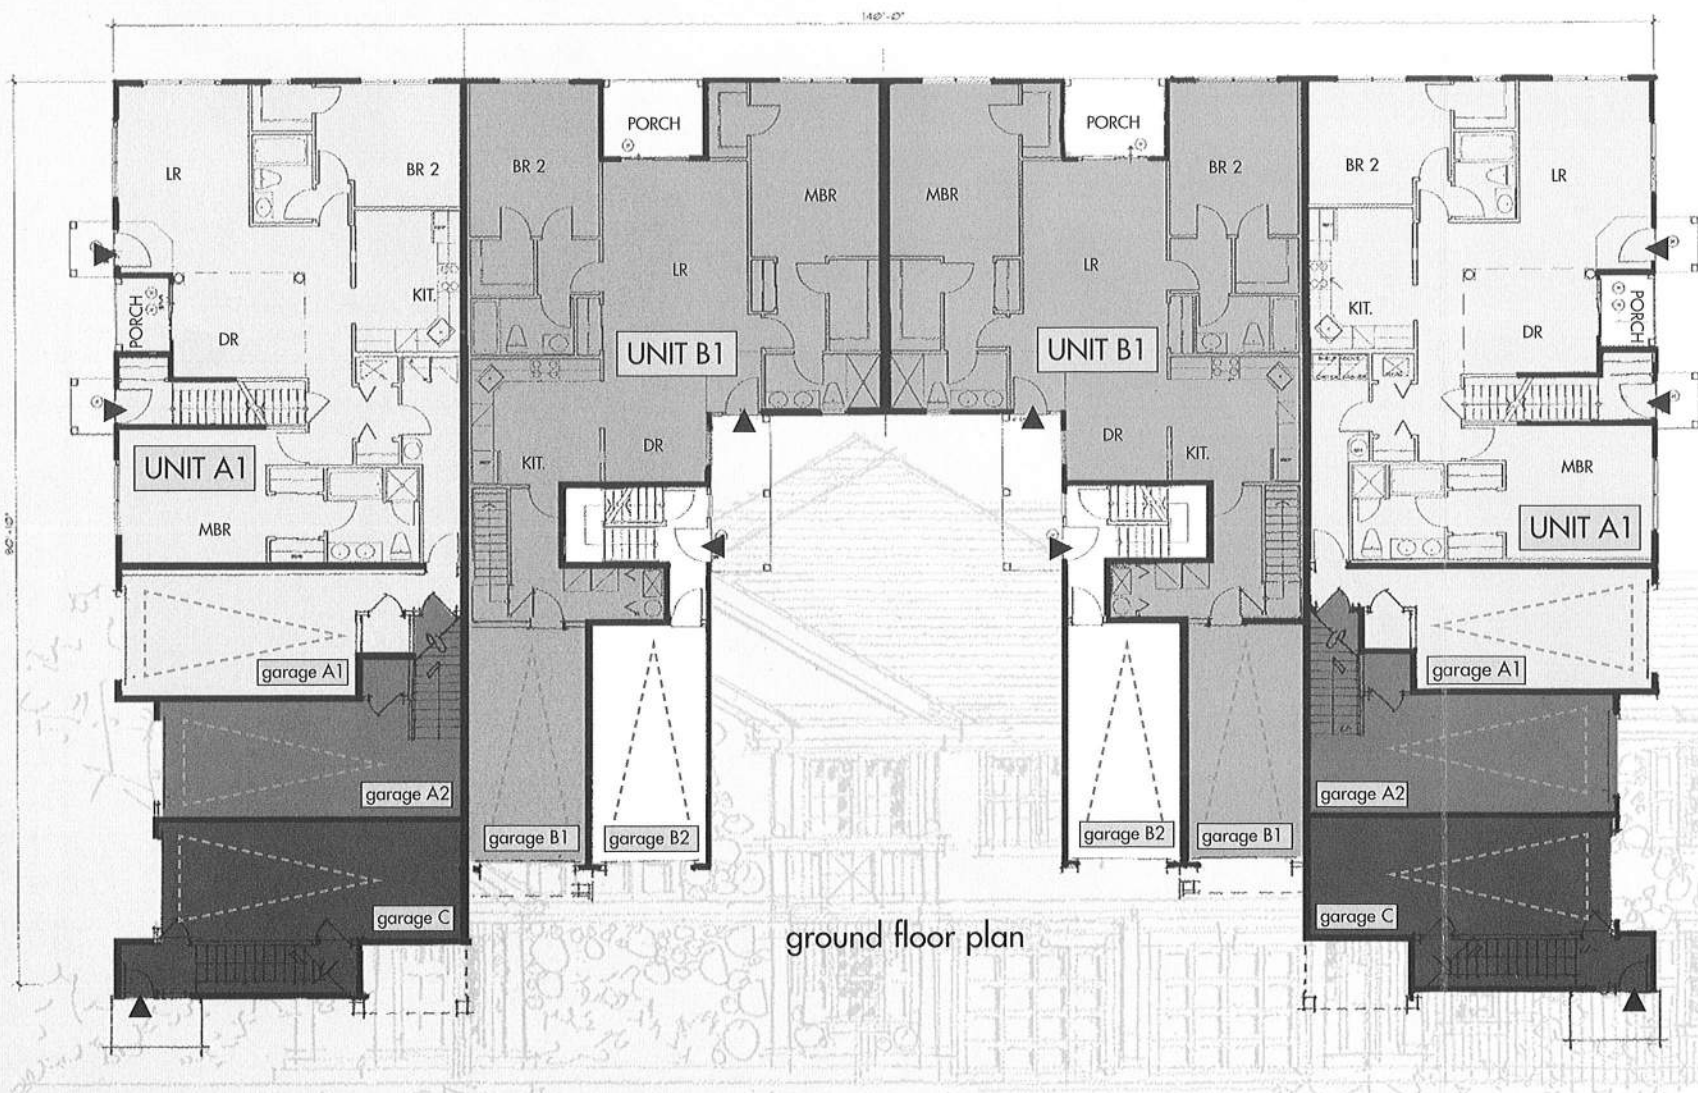 140'-0"
80'-10"
PORCH
PORCH
LR
BR 2
BR 2
MBR
MBR
BR 2
BR 2
LR
LR
LR
KIT.
PORCH
DR
UNIT B1
UNIT B1
KIT.
DR
PORCH
UNIT A1
KIT.
DR
DR
KIT.
MBR
MBR
UNIT A1
garage A1
garage A1
garage A2
garage A2
garage B1
garage B2
garage B2
garage B1
garage C
garage C
ground floor plan